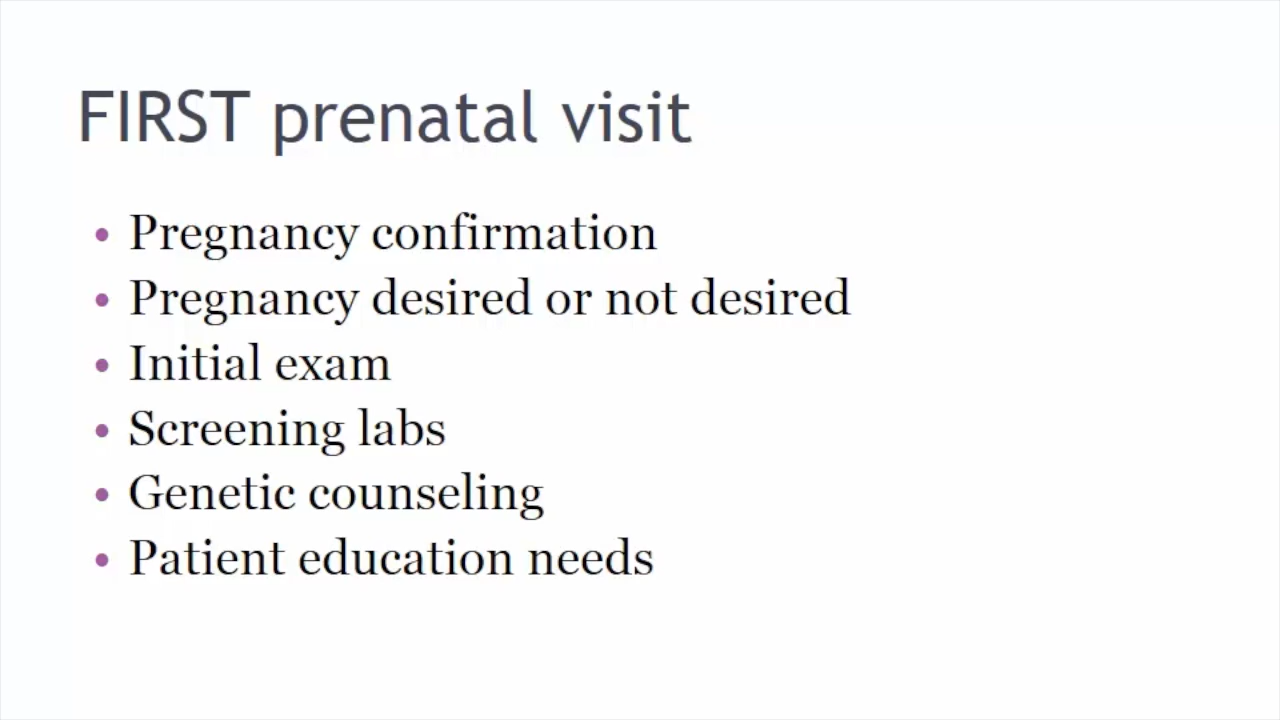 FIRST prenatal visit
• Pregnancy confirmation
• Pregnancy desired or not desired
• Initial exam
• Screening labs
• Genetic counseling
• Patient education needs